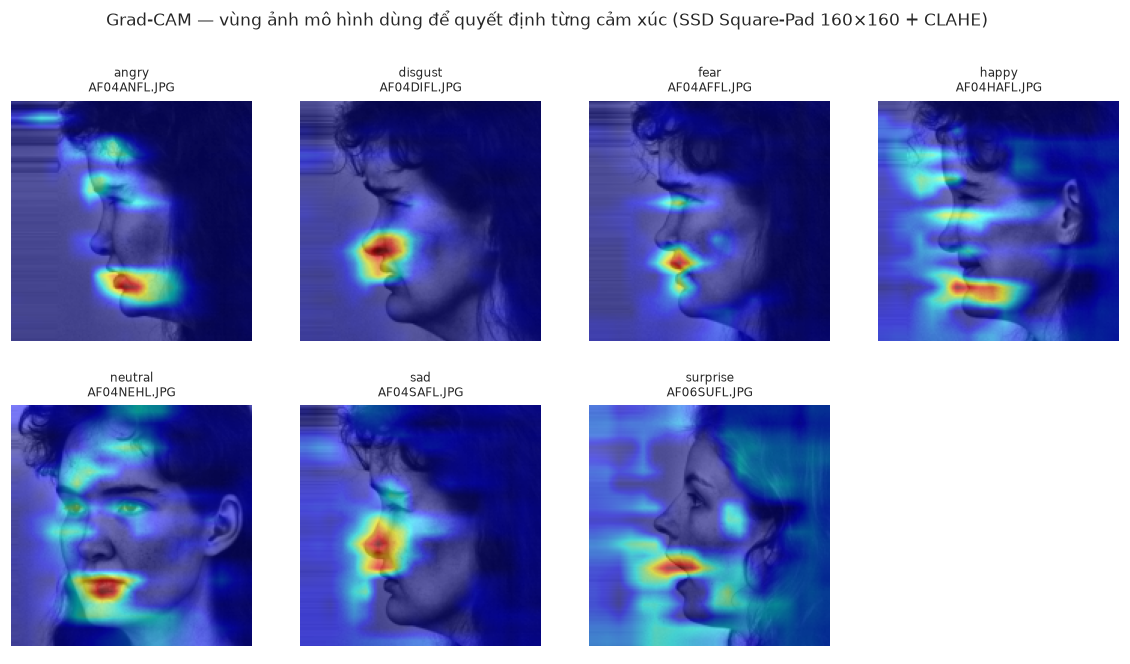 Grad-CAM — vùng ảnh mô hình dùng để quyết định từng cảm xúc (SSD Square-Pad 160×160 + CLAHE)
angry
AF04ANFL.JPG
disgust
AF04DIFL.JPG
fear
AF04AFFL.JPG
happy
AF04HAFL.JPG
neutral
AF04NEHL.JPG
sad
AF04SAFL.JPG
surprise
AF06SUFL.JPG